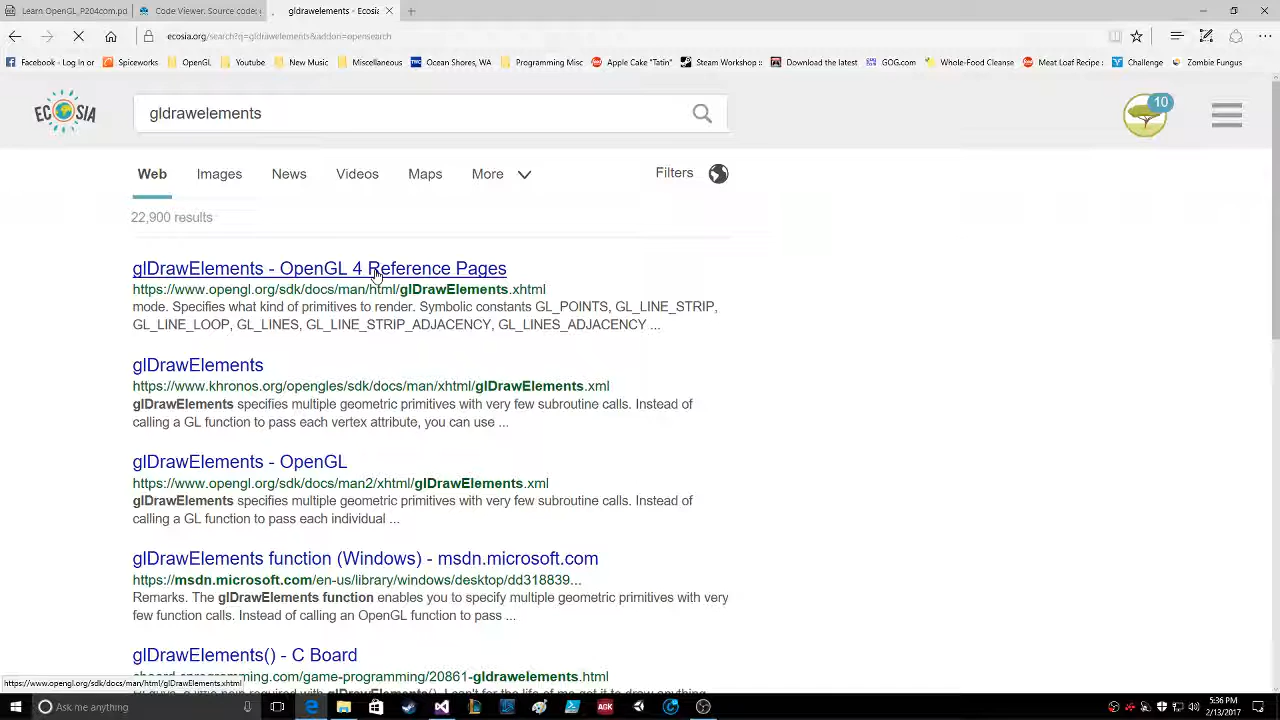 Learn OpenGL_P204com.pd
Code Viewer. Source code:
gldrawelements - Ecosia
ecosia.org/search?q=gldrawelements&addon=opensearch
Facebook - Log in or
Spiceworks
OpenGL
Youtube
New Music
Miscellaneous
Ocean Shores, WA
Programming Misc
Apple Cake "Tatin"
Steam Workshop ::
Download the latest
GOG.com
Whole-Food Cleanse
Meat Loaf Recipe :
Challenge
Zombie Fungus
ECOSIA
gldrawelements
10
Web
Images
News
Videos
Maps
More
Filters
22,900 results
glDrawElements - OpenGL 4 Reference Pages
https://www.opengl.org/sdk/docs/man/html/glDrawElements.xhtml
mode. Specifies what kind of primitives to render. Symbolic constants GL_POINTS, GL_LINE_STRIP,
GL_LINE_LOOP, GL_LINES, GL_LINE_STRIP_ADJACENCY, GL_LINES_ADJACENCY ...
glDrawElements
https://www.khronos.org/opengles/sdk/docs/man/xhtml/glDrawElements.xml
glDrawElements specifies multiple geometric primitives with very few subroutine calls. Instead of
calling a GL function to pass each vertex attribute, you can use ...
glDrawElements - OpenGL
https://www.opengl.org/sdk/docs/man2/xhtml/glDrawElements.xml
glDrawElements specifies multiple geometric primitives with very few subroutine calls. Instead of
calling a GL function to pass each individual ...
glDrawElements function (Windows) - msdn.microsoft.com
https://msdn.microsoft.com/en-us/library/windows/desktop/dd318839...
Remarks. The glDrawElements function enables you to specify multiple geometric primitives with very
few function calls. Instead of calling an OpenGL function to pass ...
glDrawElements() - C Board
cboard.cprogramming.com/game-programming/20861-gldrawelements.html
https://www.opengl.org/sdk/docs/man/html/glDrawElements.xhtml
Ask me anything
AGK
5:36 PM
2/13/2017